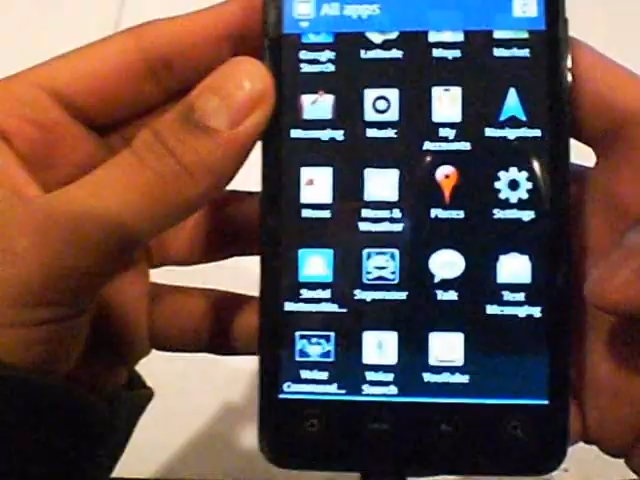 All apps
Google Search
Latitude
Maps
Market
Messaging
Music
My Accounts
Navigation
News
News & Weather
Places
Settings
Social Networkin...
Superuser
Talk
Text Messaging
Voice Command...
Voice Search
YouTube